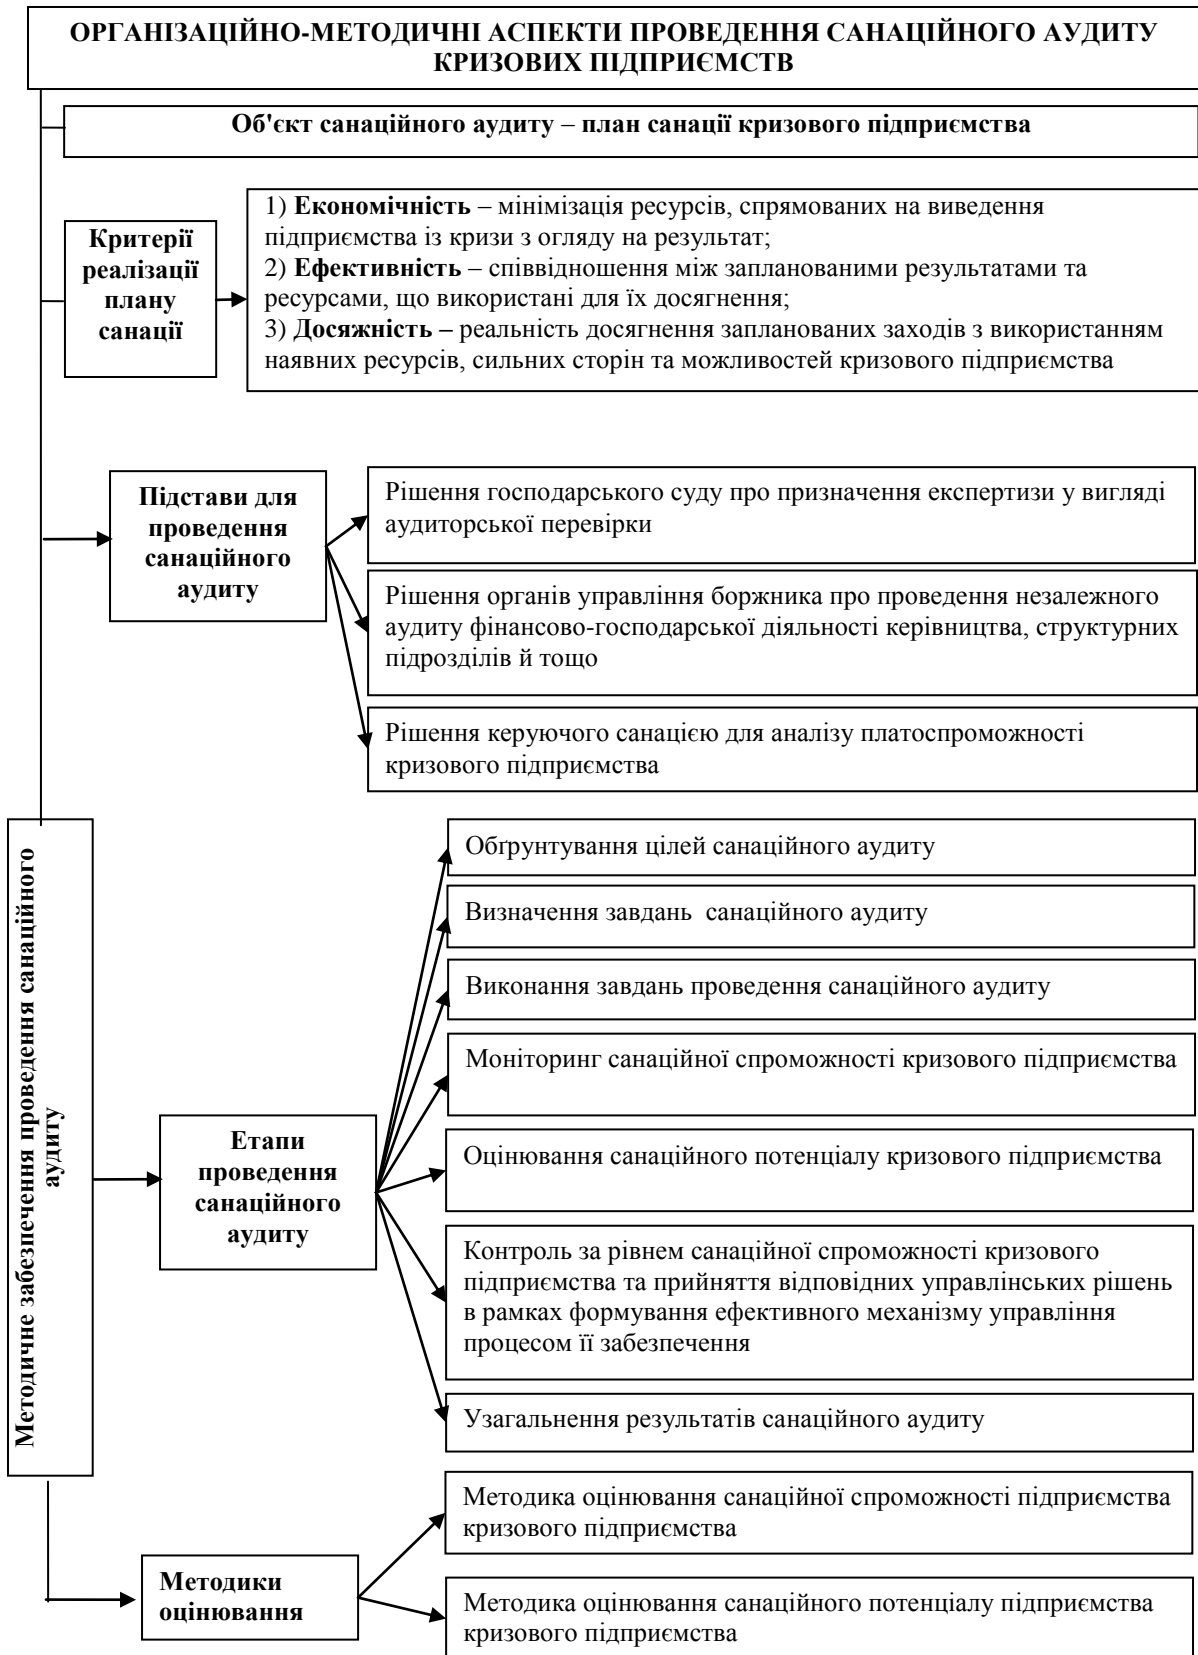 ОРГАНІЗАЦІЙНО-МЕТОДИЧНІ АСПЕКТИ ПРОВЕДЕННЯ САНАЦІЙНОГО АУДИТУ
КРИЗОВИХ ПІДПРИЄМСТВ
Об'єкт санаційного аудиту – план санації кризового підприємства
Критерії
реалізації
плану
санації
1) Економічність – мінімізація ресурсів, спрямованих на виведення
підприємства із кризи з огляду на результат;
2) Ефективність – співвідношення між запланованими результатами та
ресурсами, що використані для їх досягнення;
3) Досяжність – реальність досягнення запланованих заходів з використанням
наявних ресурсів, сильних сторін та можливостей кризового підприємства
Підстави для
проведення
санаційного
аудиту
Рішення господарського суду про призначення експертизи у вигляді
аудиторської перевірки
Рішення органів управління боржника про проведення незалежного
аудиту фінансово-господарської діяльності керівництва, структурних
підрозділів й тощо
Рішення керуючого санацією для аналізу платоспроможності
кризового підприємства
Методичне забезпечення проведення санаційного
аудиту
Етапи
проведення
санаційного
аудиту
Обґрунтування цілей санаційного аудиту
Визначення завдань  санаційного аудиту
Виконання завдань проведення санаційного аудиту
Моніторинг санаційної спроможності кризового підприємства
Оцінювання санаційного потенціалу кризового підприємства
Контроль за рівнем санаційної спроможності кризового
підприємства та прийняття відповідних управлінських рішень
в рамках формування ефективного механізму управління
процесом її забезпечення
Узагальнення результатів санаційного аудиту
Методики
оцінювання
Методика оцінювання санаційної спроможності підприємства
кризового підприємства
Методика оцінювання санаційного потенціалу підприємства
кризового підприємства